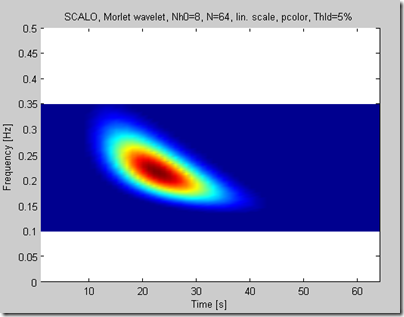 SCALO, Morlet wavelet, Nh0=8, N=64, lin. scale, pcolor, Thld=5%
0.5
0.45
0.4
0.35
0.3
0.25
0.2
0.15
0.1
0.05
0
Frequency [Hz]
10 20 30 40 50 60
Time [s]